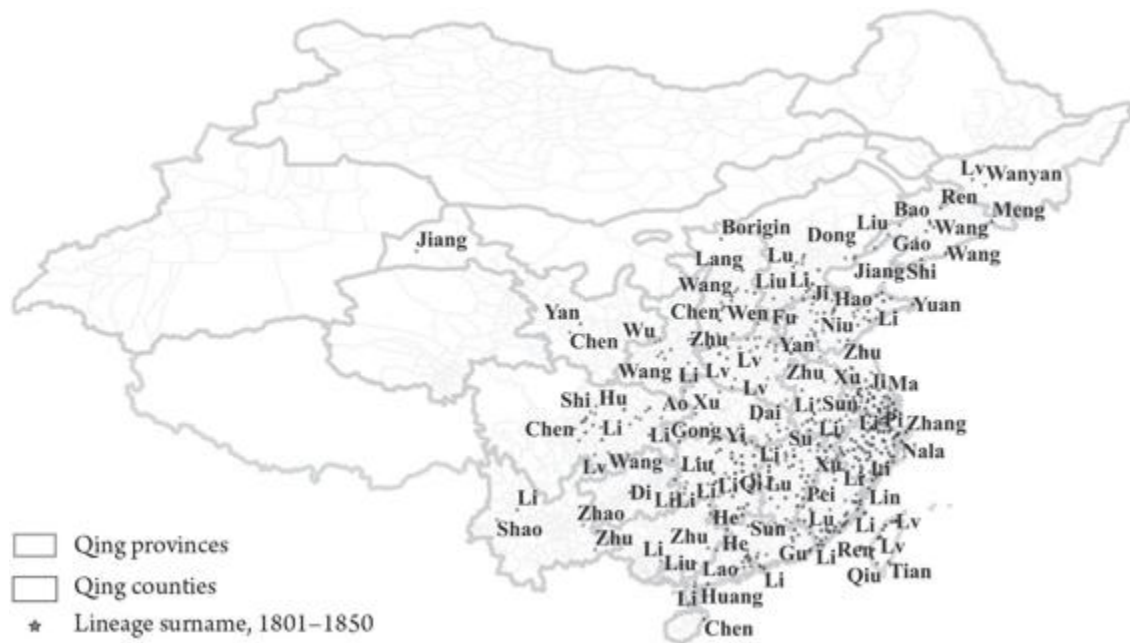 Lv Wanyan
Ren
Bao
Meng
Liu
Wang
Borigin
Dong
Gao
Wang
Jiang
Lang
Lu
Jiang Shi
Wang
Liu Li
Ji Hao
Yuan
Yan
Chen Wen Fu
Niu Li
Chen
Wu
Zhu
Yan
Zhu
Lv
Wang
Li
Lv
Zhu
Xu Ji Ma
Lv
Shi Hu
Ao Xu
Dai
Li Sun
Chen
Li
Li Gong
Yi
Su
Li
Li Pi Zhang
Nala
Lv Wang
Liu
Li
Xu
Li
Li
Di
Li Li
Li
Li Qi Lu
Pei
Lin
Li
Shao
Zhao
He
Sun
Lu
Li
Lv
Zhu
Li
Zhu
He
Gu
Li
Ren
Lv
Liu
Lao
Li
Qiu
Tian
Li Huang
Chen
Qing provinces
Qing counties
Lineage surname, 1801–1850